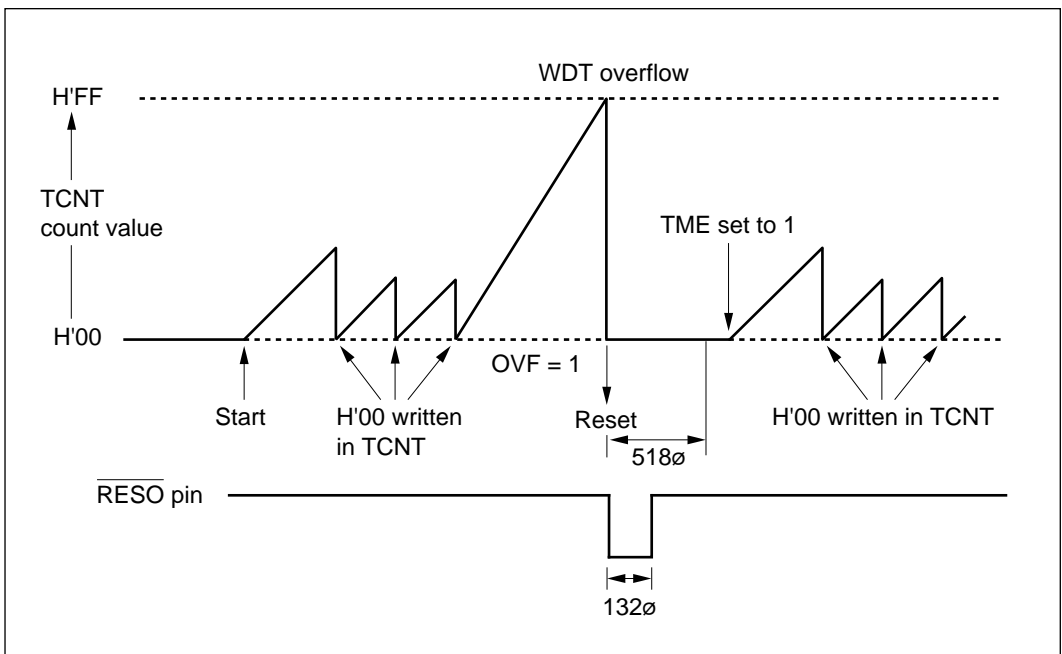 WDT overflow
H'FF
TCNT
count value
TME set to 1
H'00
OVF = 1
Start
H'00 written
in TCNT
Reset
H'00 written in TCNT
518ø
RESO pin
132ø